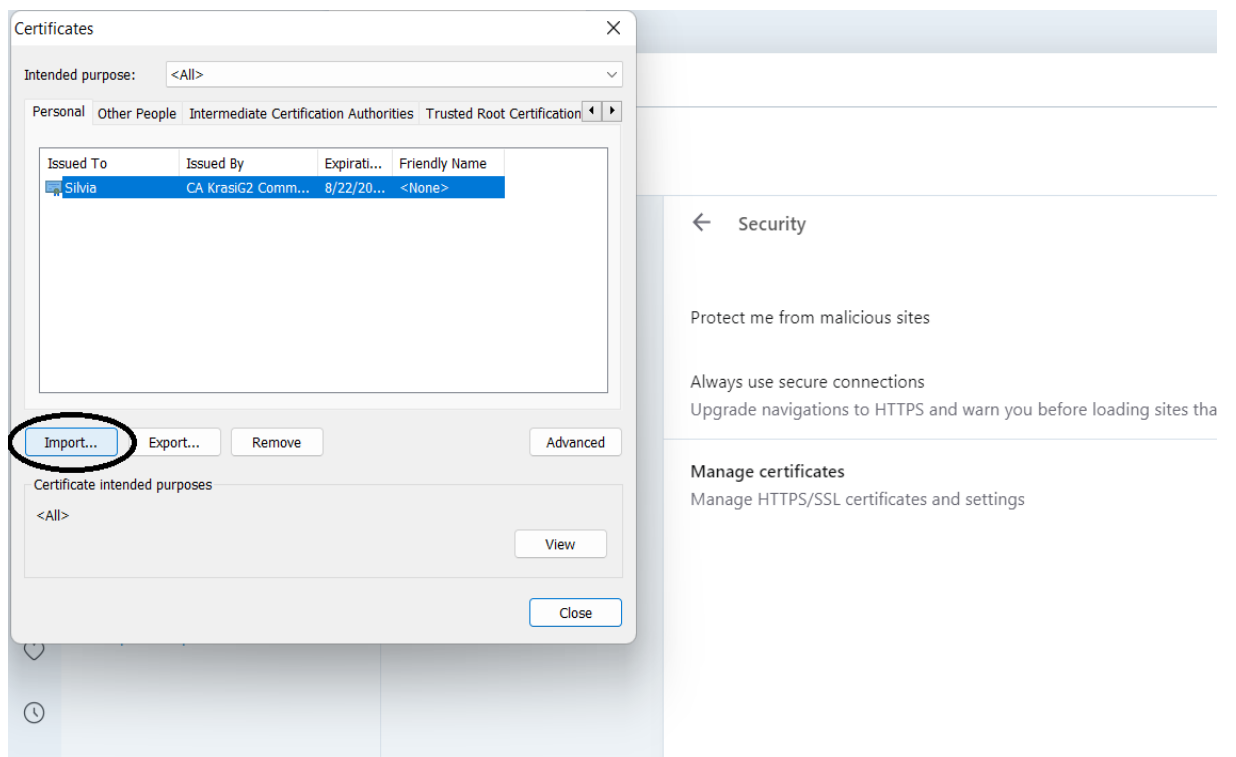 Certificates
Intended purpose: <All>
Personal Other People Intermediate Certification Authorities Trusted Root Certification
Issued To Issued By Expirati... Friendly Name
Silvia CA KrasiG2 Comm... 8/22/20... <None>
Import... Export... Remove Advanced
Certificate intended purposes
<All>
View
Close
Security
Protect me from malicious sites
Always use secure connections
Upgrade navigations to HTTPS and warn you before loading sites tha
Manage certificates
Manage HTTPS/SSL certificates and settings